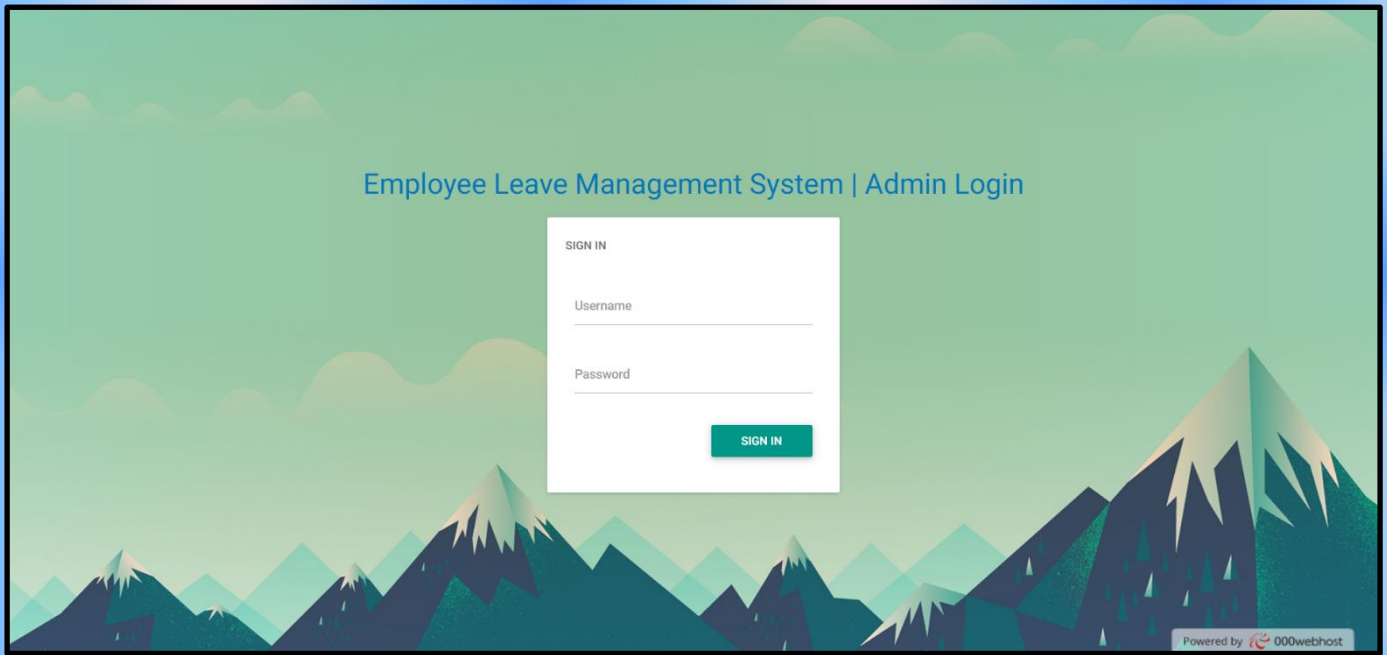 Employee Leave Management System | Admin Login
SIGN IN
Username
Password
SIGN IN
Powered by 000webhost